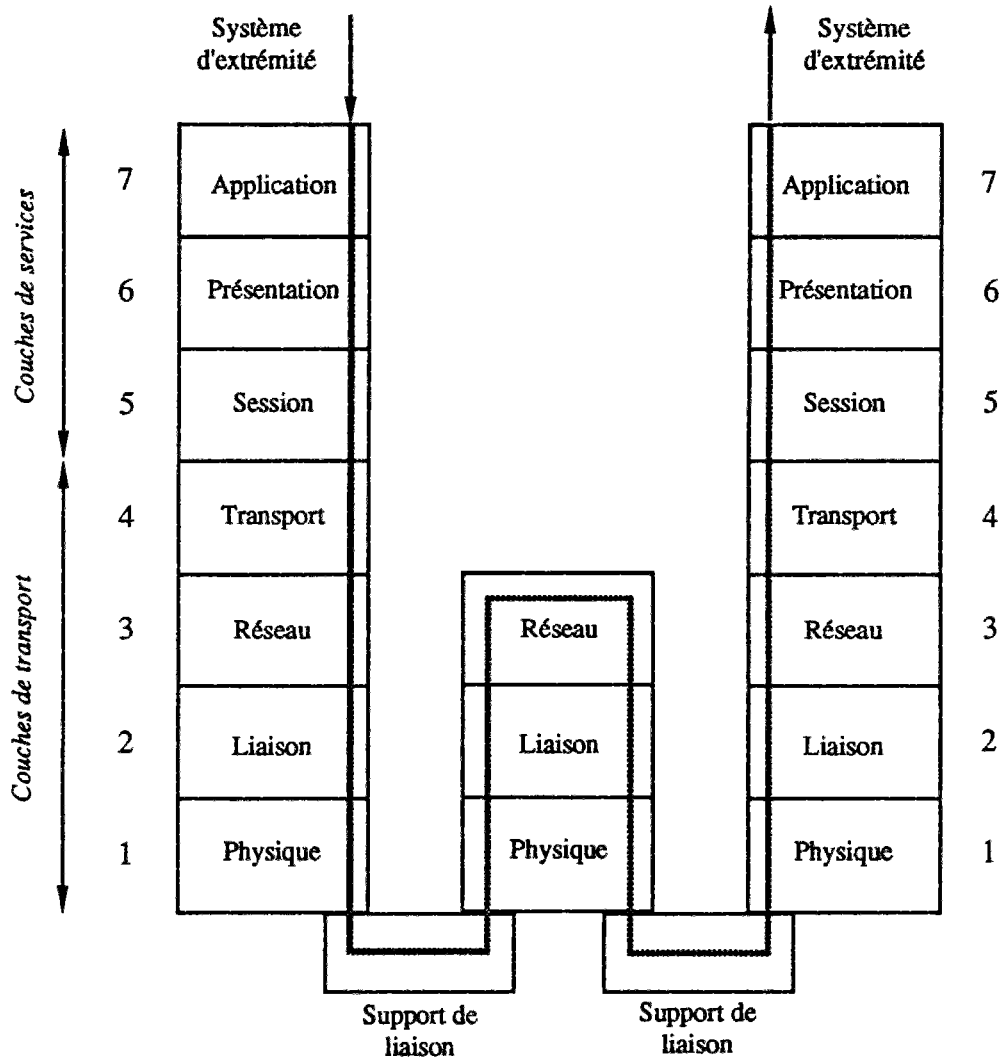 Système
d'extrémité
Système
d'extrémité
Couches de services
Couches de transport
7
Application
Application
7
6
Présentation
Présentation
6
5
Session
Session
5
4
Transport
Transport
4
3
Réseau
Réseau
Réseau
3
2
Liaison
Liaison
Liaison
2
1
Physique
Physique
Physique
1
Support de
liaison
Support de
liaison